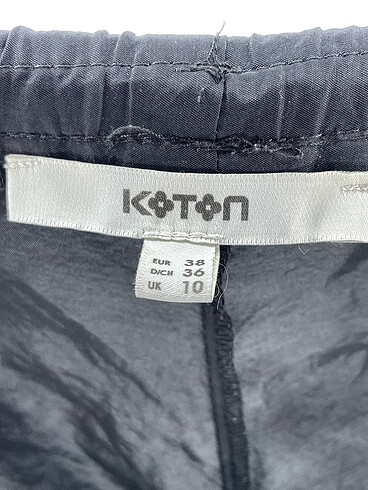 KOTON
EUR 38
D/CH 36
UK 10